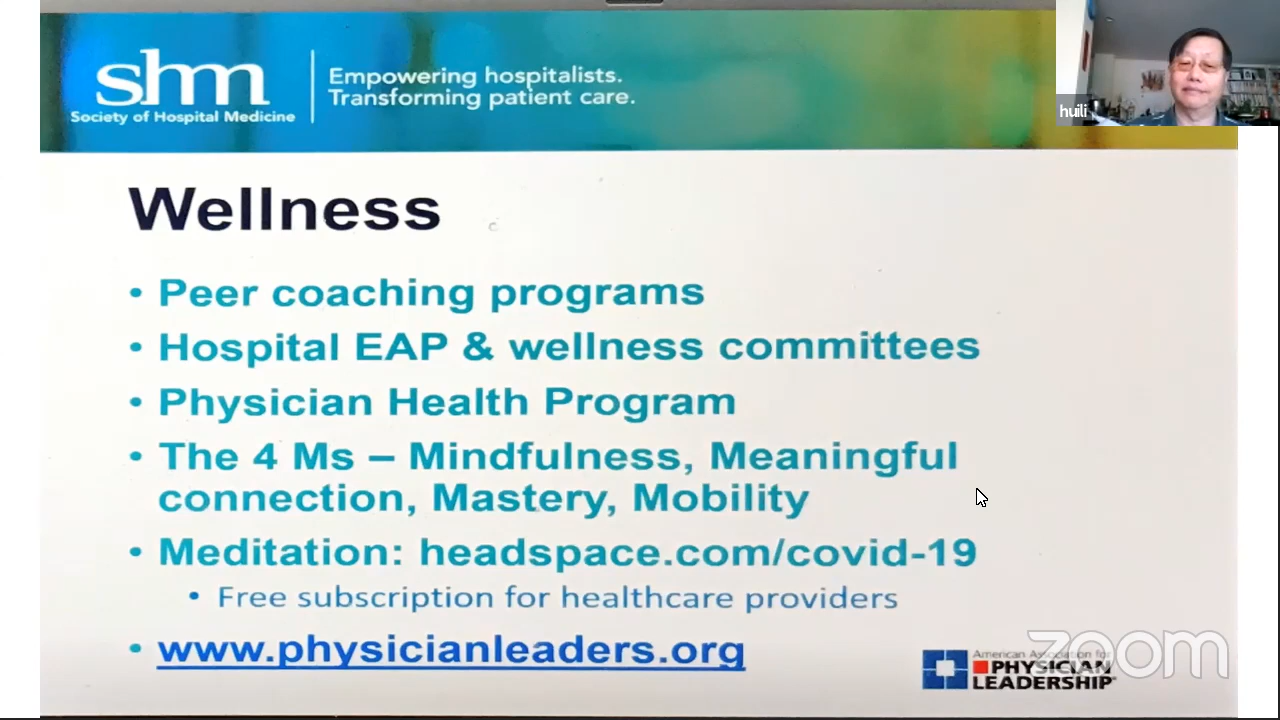 shm
Society of Hospital Medicine
Empowering hospitalists.
Transforming patient care.
huili
Wellness
• Peer coaching programs
• Hospital EAP & wellness committees
• Physician Health Program
• The 4 Ms – Mindfulness, Meaningful
connection, Mastery, Mobility
• Meditation: headspace.com/covid-19
• Free subscription for healthcare providers
• www.physicianleaders.org
American Association for
PHYSICIAN
LEADERSHIP
zoom